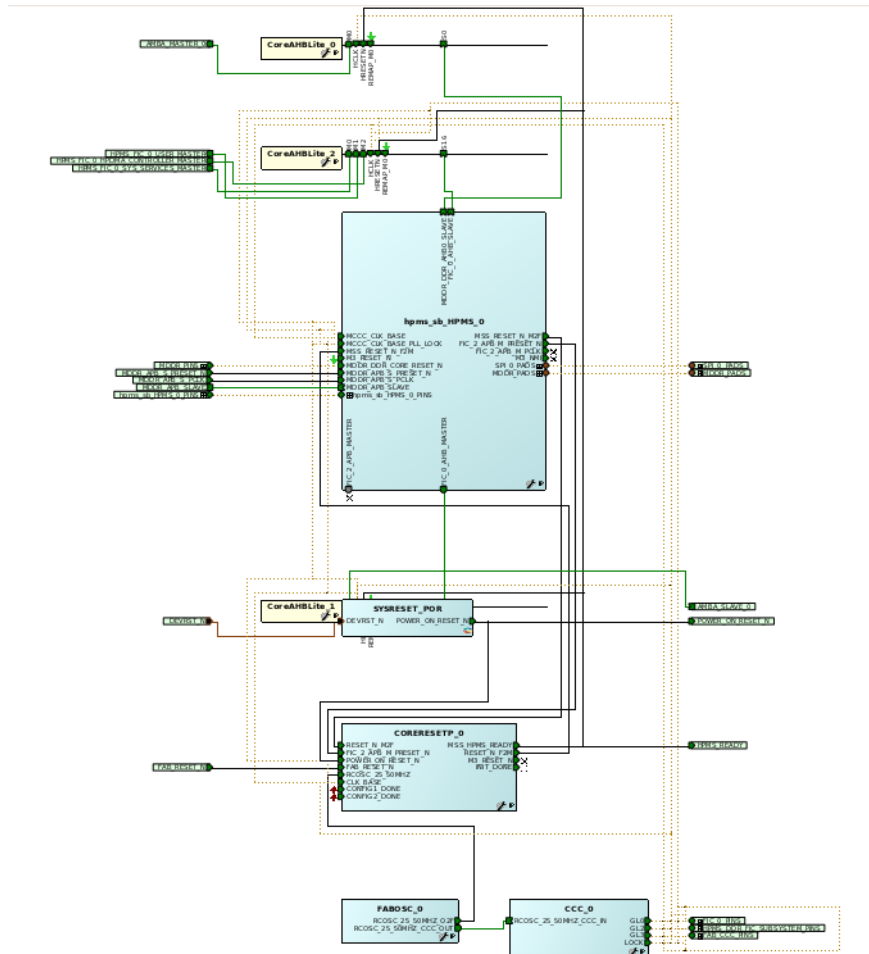 AMBA_MASTER_0
CoreAHBLite_0
M0
HCLK
HRESETN
REMAP_M0
S0
HPMS_FIC_0_USER_MASTER
HPMS_FIC_0_HPDMA_CONTROLLER_MASTER
HPMS_FIC_0_SYS_SERVICES_MASTER
CoreAHBLite_2
M0
M1
M2
HCLK
HRESETN
REMAP_M0
S16
MDDR_DDR_AHB0_SLAVE
FIC_0_AHB_SLAVE
hpms_sb_HPMS_0
MCCC_CLK_BASE
MCCC_CLK_BASE_PLL_LOCK
MSS_RESET_N_F2M
M3_RESET_N
MDDR_DDR_CORE_RESET_N
MDDR_APB_S_PRESET_N
MDDR_APB_S_PCLK
MDDR_APB_SLAVE
hpms_sb_HPMS_0_PINS
MSS_RESET_N_M2F
FIC_2_APB_M_PRESET_N
FIC_2_APB_M_PCLK
M3_NMI
SPI_0_PADS
MDDR_PADS
MDDR_PINS
MDDR_APB_S_PRESET_N
MDDR_APB_S_PCLK
MDDR_APB_SLAVE
hpms_sb_HPMS_0_PINS
SPI_0_PADS
MDDR_PADS
FIC_2_APB_MASTER
FIC_0_AHB_MASTER
CoreAHBLite_1
SYSRESET_POR
DEVRST_N
POWER_ON_RESET_N
DEVRST_N
AMBA_SLAVE_0
POWER_ON_RESET_N
CORERESETP_0
RESET_N_M2F
FIC_2_APB_M_PRESET_N
POWER_ON_RESET_N
FAB_RESET_N
RCOSC_25_50MHZ
CLK_BASE
CONFIG1_DONE
CONFIG2_DONE
MSS_HPMS_READY
RESET_N_F2M
M3_RESET_N
INIT_DONE
FAB_RESET_N
HPMS_READY
FABOSC_0
RCOSC_25_50MHZ_O2F
RCOSC_25_50MHZ_CCC_OUT
CCC_0
RCOSC_25_50MHZ_CCC_IN
GL0
GL2
GL3
LOCK
FIC_0_PINS
HPMS_DDR_FIC_SUBSYSTEM_PINS
FAB_CCC_PINS